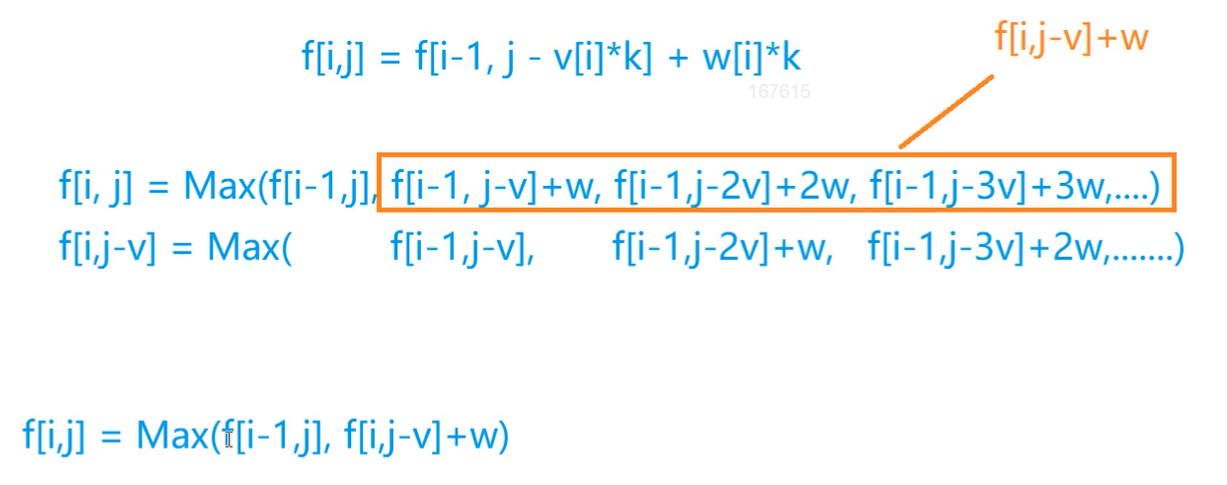 f[i,j-v]+w
f[i,j] = f[i-1, j - v[i]*k] + w[i]*k
167615
f[i, j] = Max(f[i-1,j], f[i-1, j-v]+w, f[i-1,j-2v]+2w, f[i-1,j-3v]+3w,....)
f[i,j-v] = Max( f[i-1,j-v], f[i-1,j-2v]+w, f[i-1,j-3v]+2w,.......)
f[i,j] = Max(f[i-1,j], f[i,j-v]+w)